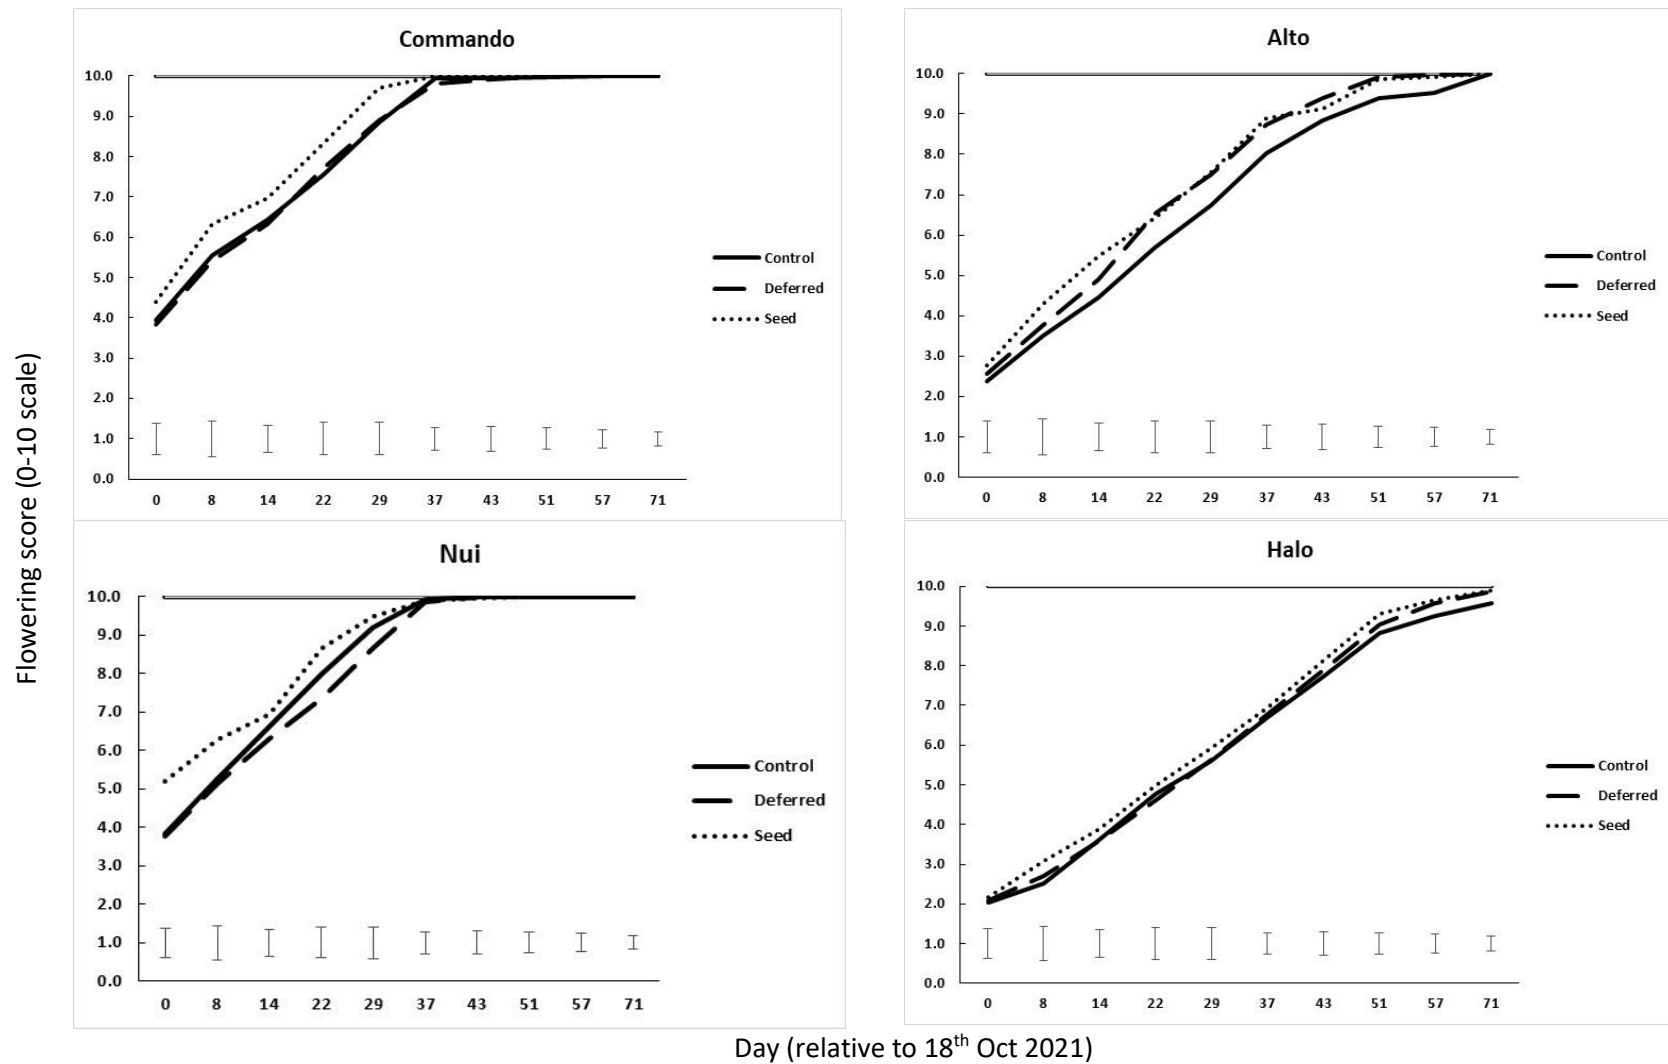 Commando
10.0
9.0
8.0
7.0
6.0
5.0
4.0
3.0
2.0
1.0
0.0
0 8 14 22 29 37 43 51 57 71
Control
Deferred
Seed
Alto
10.0
9.0
8.0
7.0
6.0
5.0
4.0
3.0
2.0
1.0
0.0
0 8 14 22 29 37 43 51 57 71
Control
Deferred
Seed
Flowering score (0-10 scale)
Nui
10.0
9.0
8.0
7.0
6.0
5.0
4.0
3.0
2.0
1.0
0.0
0 8 14 22 29 37 43 51 57 71
Control
Deferred
Seed
Halo
10.0
9.0
8.0
7.0
6.0
5.0
4.0
3.0
2.0
1.0
0.0
0 8 14 22 29 37 43 51 57 71
Control
Deferred
Seed
Day (relative to 18th Oct 2021)